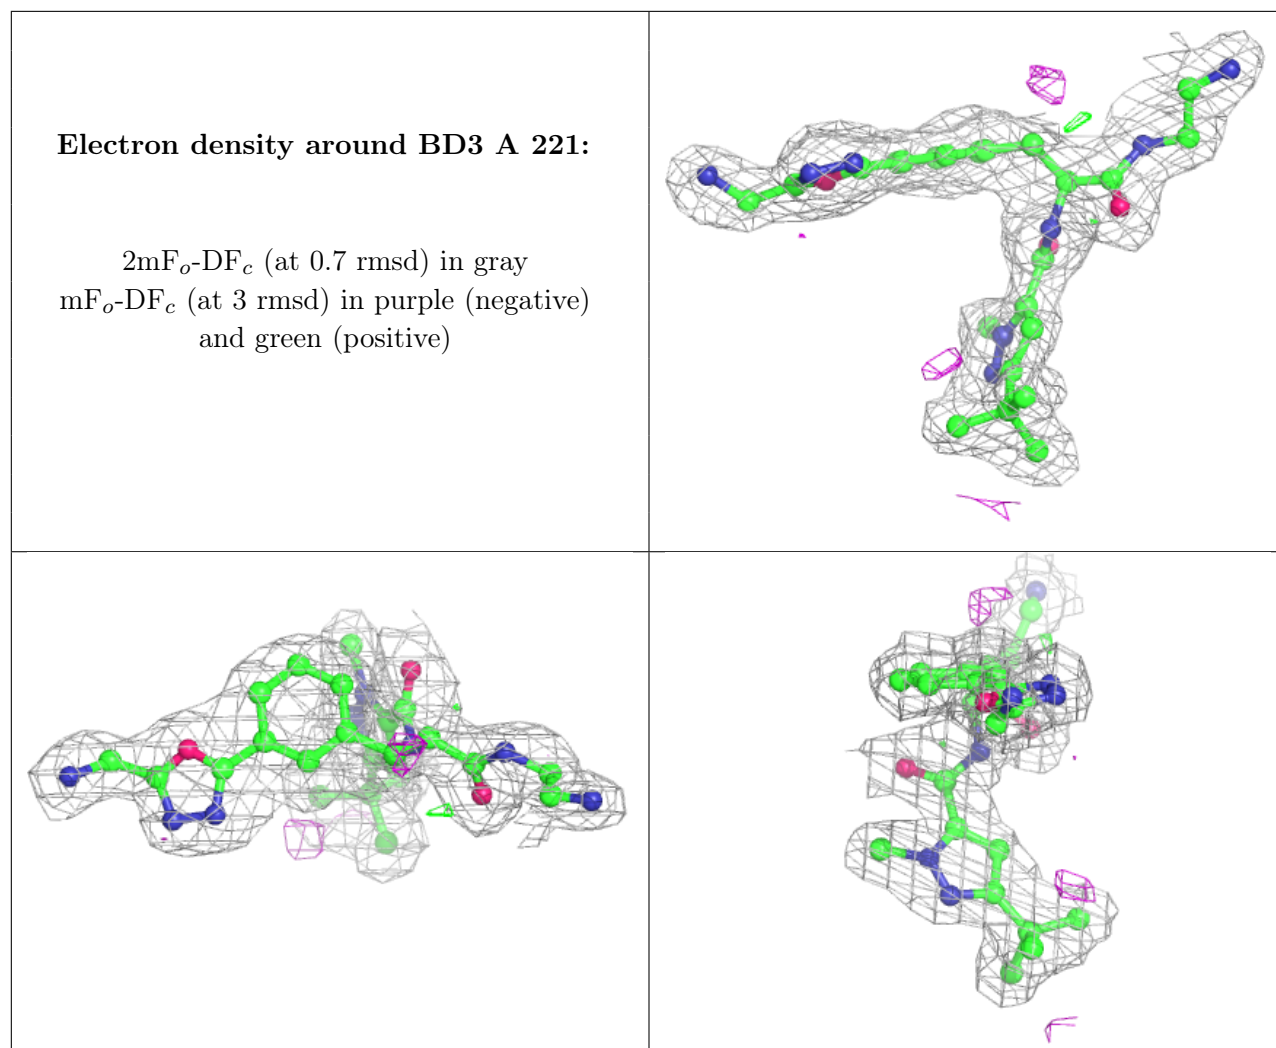 Electron density around BD3 A 221:
2mFₒ-DF𝒸 (at 0.7 rmsd) in gray
mFₒ-DF𝒸 (at 3 rmsd) in purple (negative)
and green (positive)